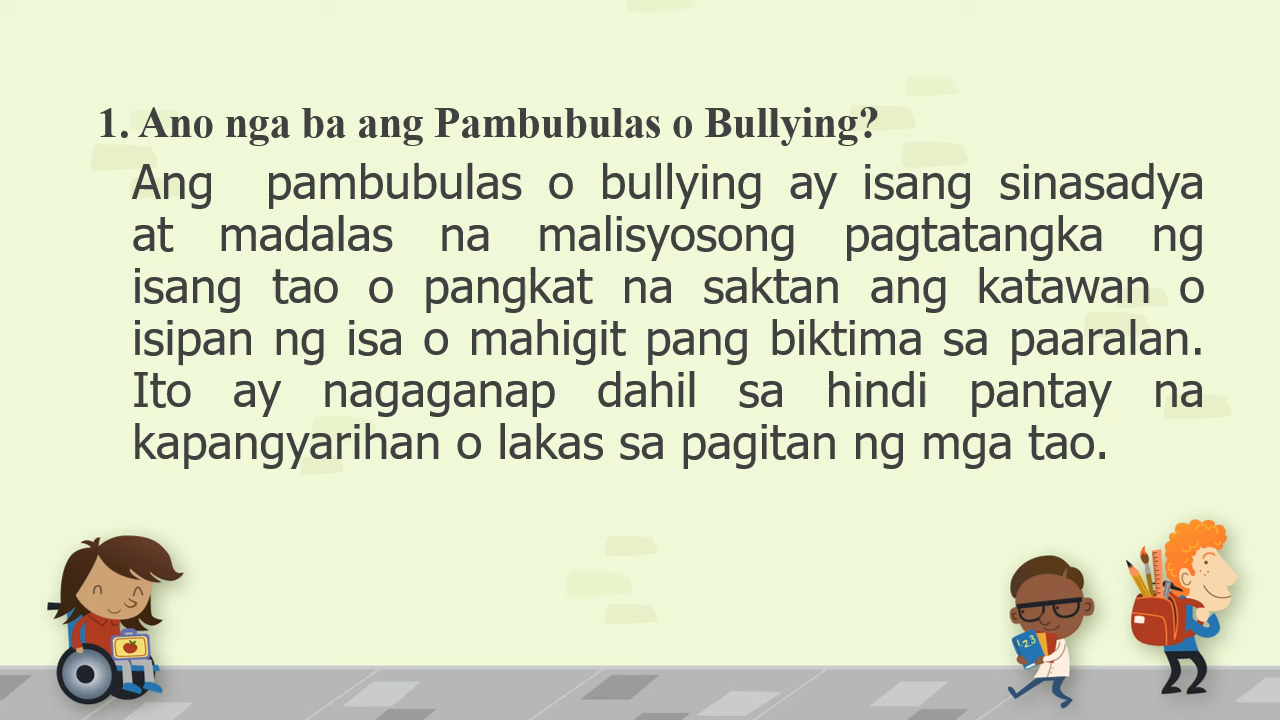 1. Ano nga ba ang Pambubulas o Bullying?
Ang pambubulas o bullying ay isang sinasadya
at madalas na malisyosong pagtatangka ng
isang tao o pangkat na saktan ang katawan o
isipan ng isa o mahigit pang biktima sa paaralan.
Ito ay nagaganap dahil sa hindi pantay na
kapangyarihan o lakas sa pagitan ng mga tao.
123